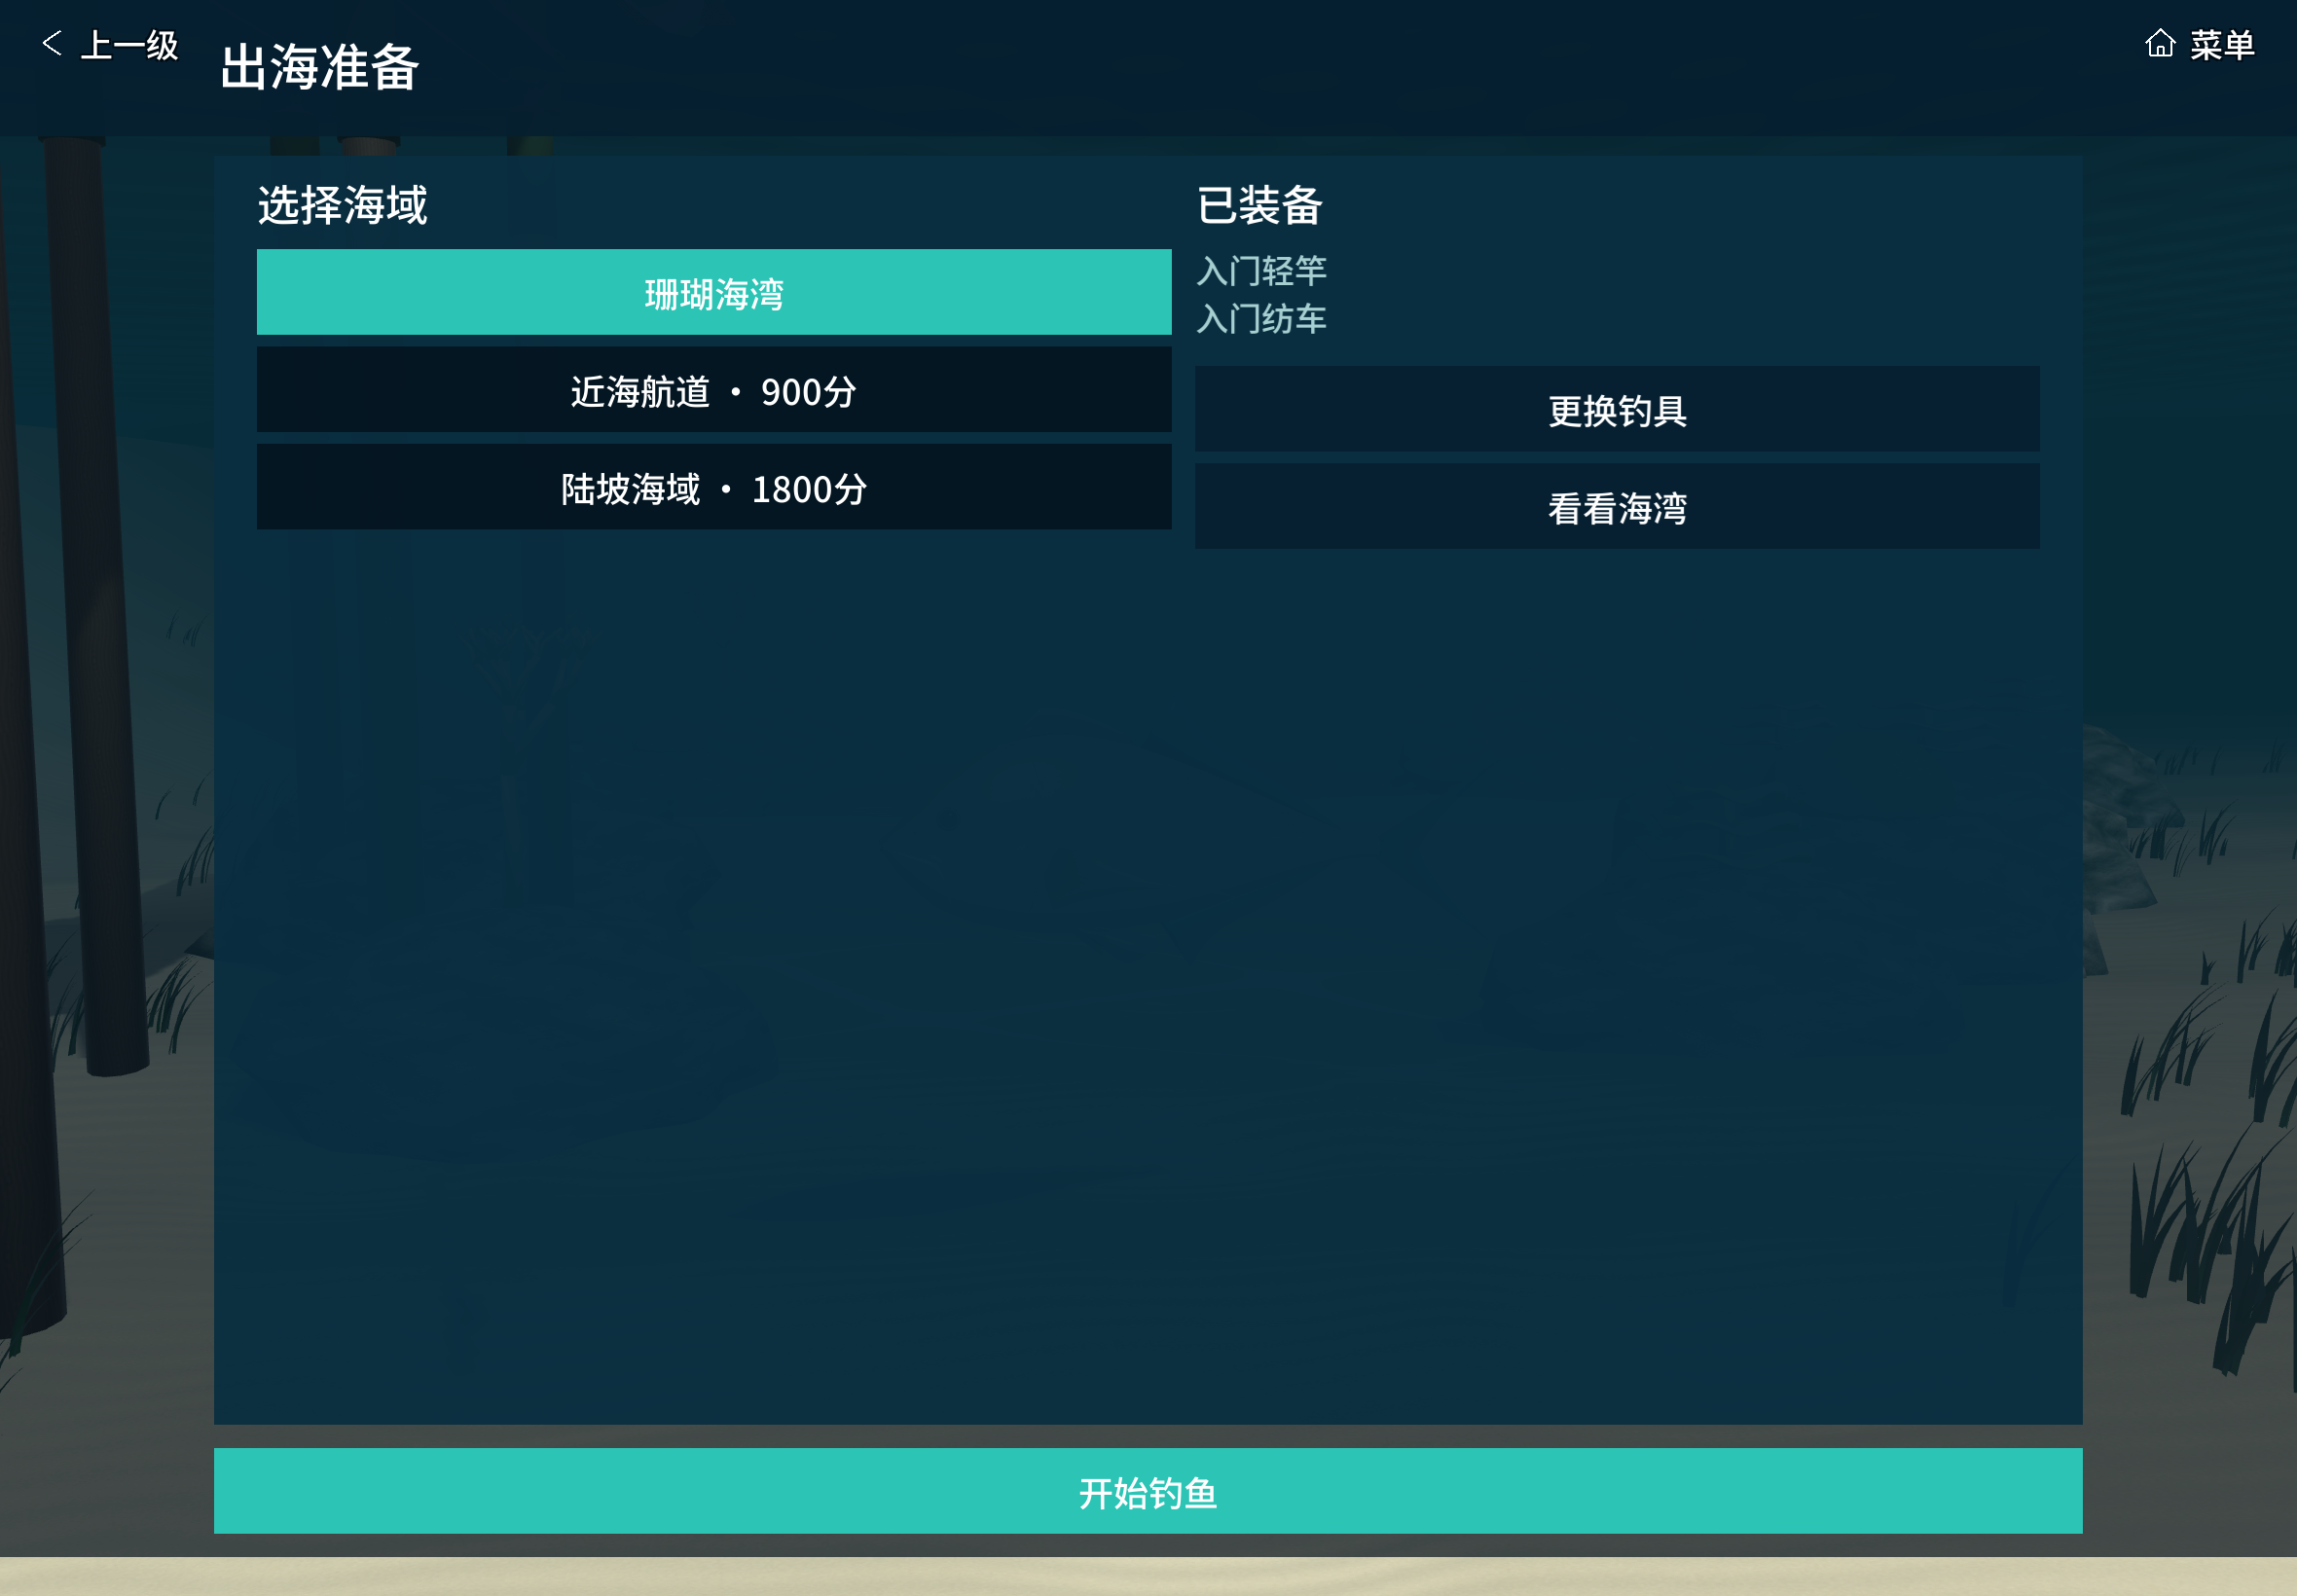 上一级
出海准备
菜单
选择海域
珊瑚海湾
近海航道 · 900分
陆坡海域 · 1800分
已装备
入门轻竿
入门纺车
更换钓具
看看海湾
开始钓鱼